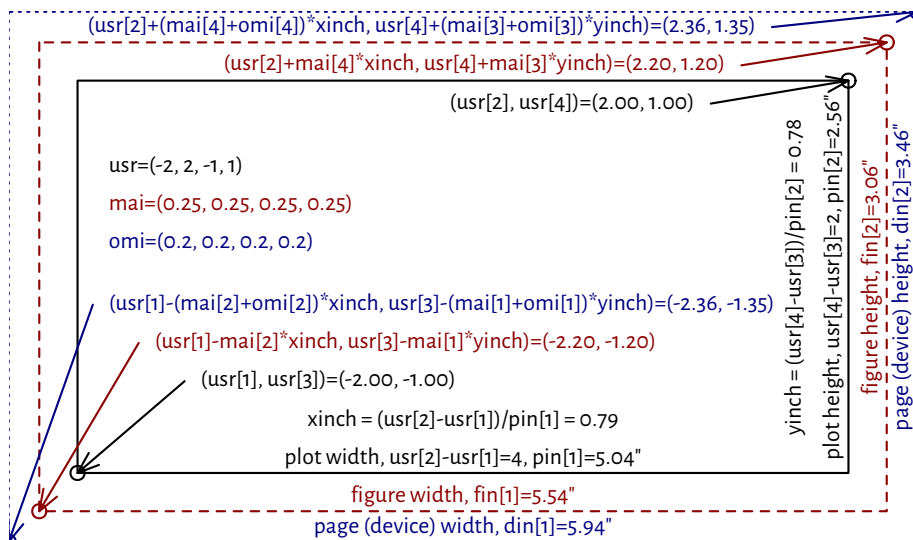 (usr[2]+(mai[4]+omi[4])*xinch, usr[4]+(mai[3]+omi[3])*yinch)=(2.36, 1.35)
(usr[2]+mai[4]*xinch, usr[4]+mai[3]*yinch)=(2.20, 1.20)
(usr[2], usr[4])=(2.00, 1.00)
usr=(-2, 2, -1, 1)
mai=(0.25, 0.25, 0.25, 0.25)
omi=(0.2, 0.2, 0.2, 0.2)
(usr[1]-(mai[2]+omi[2])*xinch, usr[3]-(mai[1]+omi[1])*yinch)=(-2.36, -1.35)
(usr[1]-mai[2]*xinch, usr[3]-mai[1]*yinch)=(-2.20, -1.20)
(usr[1], usr[3])=(-2.00, -1.00)
xinch = (usr[2]-usr[1])/pin[1] = 0.79
plot width, usr[2]-usr[1]=4, pin[1]=5.04"
figure width, fin[1]=5.54"
page (device) width, din[1]=5.94"
yinch = (usr[4]-usr[3])/pin[2] = 0.78
plot height, usr[4]-usr[3]=2, pin[2]=2.56"
figure height, fin[2]=3.06"
page (device) height, din[2]=3.46"